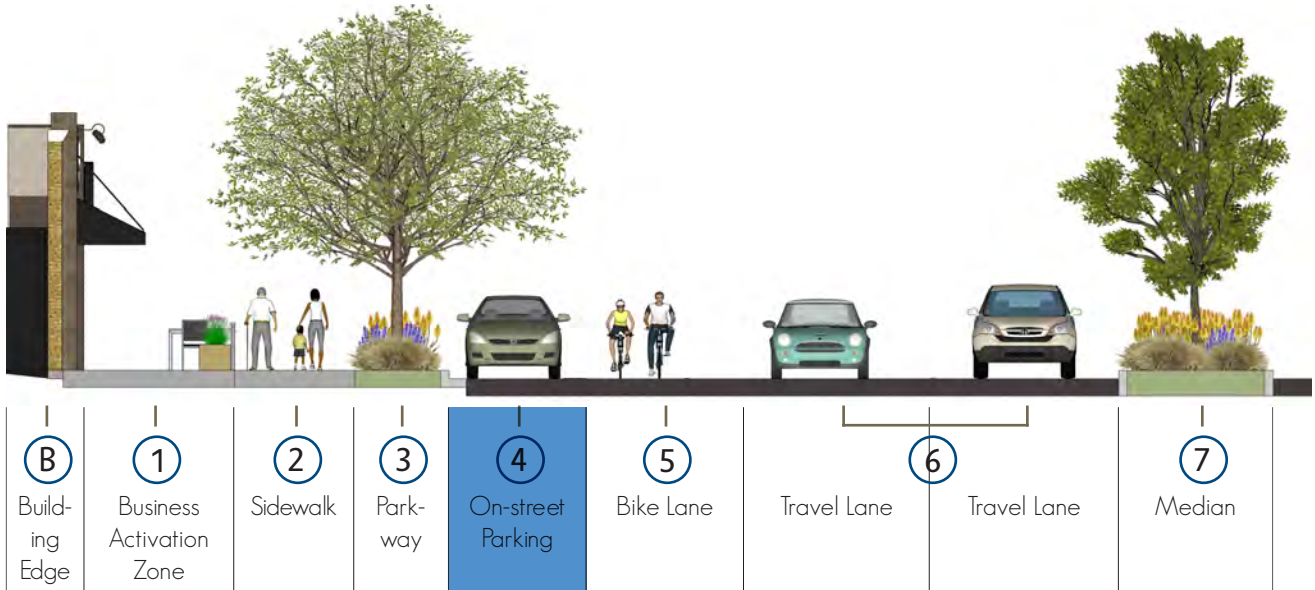 B
Build-
ing
Edge
1
Business
Activation
Zone
2
Sidewalk
3
Park-
way
4
On-street
Parking
5
Bike Lane
6
Travel Lane
Travel Lane
7
Median